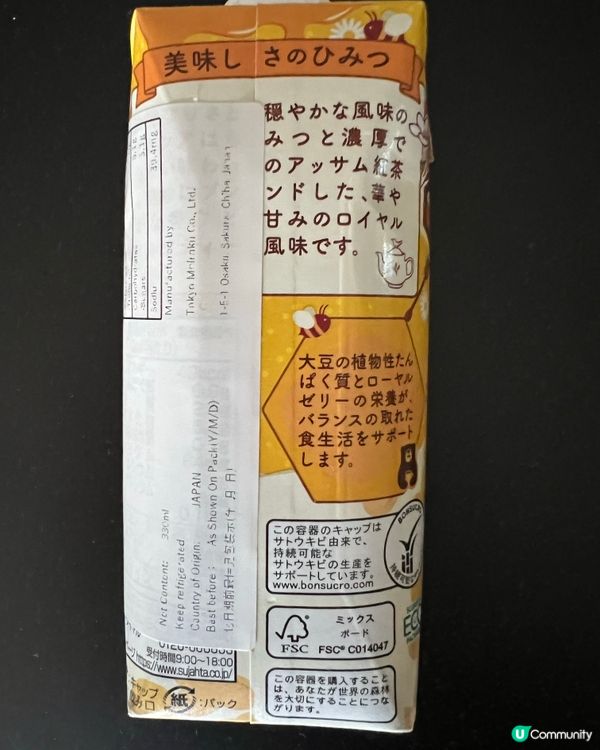 美味しさのひみつ
穏やかな風味の
みつと濃厚で
のアッサム紅茶
ンドした、華や
甘みのロイヤル
風味です。
大豆の植物性たん
ぱく質とローヤル
ゼリーの栄養が、
バランスの取れた
食生活をサポート
します。
この容器のキャップは
サトウキビ由来で、
持続可能な
サトウキビの生産を
サポートしています。
www.bonsucro.com
BONSUCRO
FSC
ミックス
ボード
FSC® C014047
この容器を購入すること
は、あなたが世界の森林
を大切にすることにつな
がります。
39.4mg
Manufactured by
Tokyo Meiraku Co., Ltd.
1-5-1 Osaku, Sakura, Chiba, Japan
Net Content: 330ml
Keep refrigerated
Country of Origin: JAPAN
Best before: As Shown On Pack(Y/M/D)
受付時間9:00~18:00
https://www.sujahta.co.jp/
キャップ
紙:パック
U Community